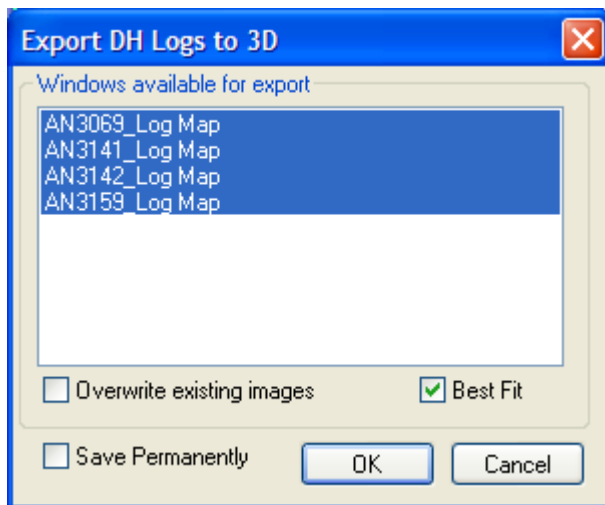 Export DH Logs to 3D
Windows available for export
AN3069_Log Map
AN3141_Log Map
AN3142_Log Map
AN3159_Log Map
Overwrite existing images
Best Fit
Save Permanently
OK
Cancel